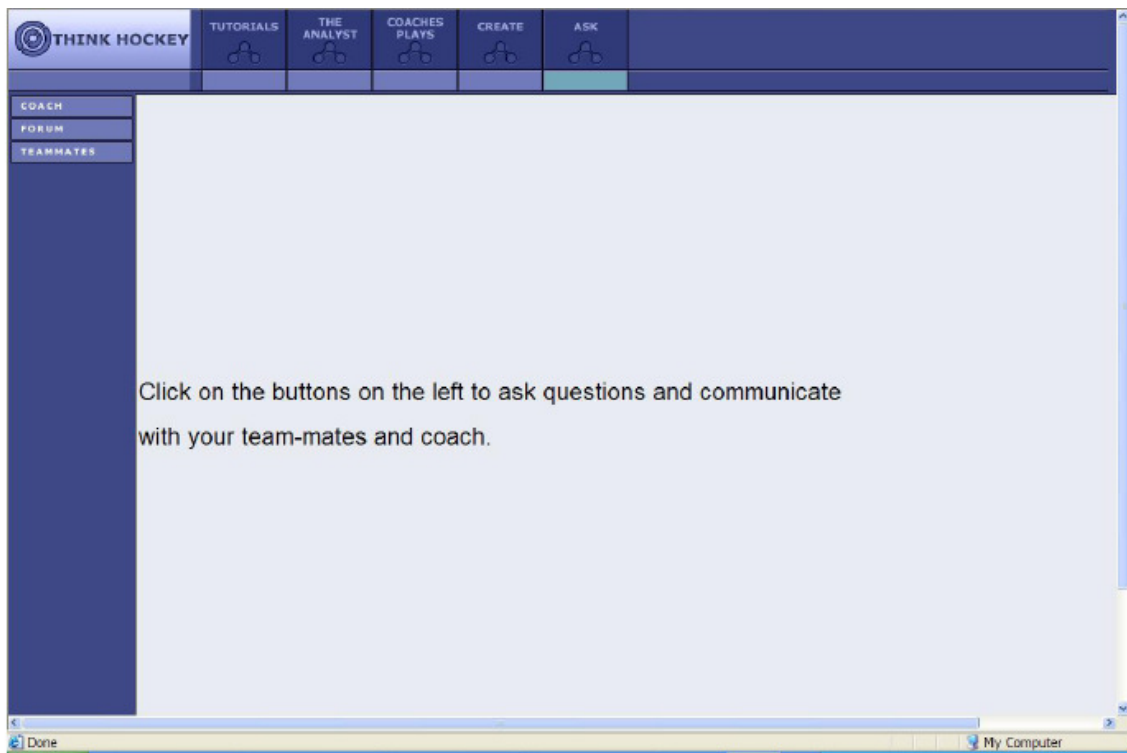 THINK HOCKEY
TUTORIALS
THE
ANALYST
COACHES
PLAYS
CREATE
ASK
COACH
FORUM
TEAMMATES
Click on the buttons on the left to ask questions and communicate
with your team-mates and coach.
Done
My Computer